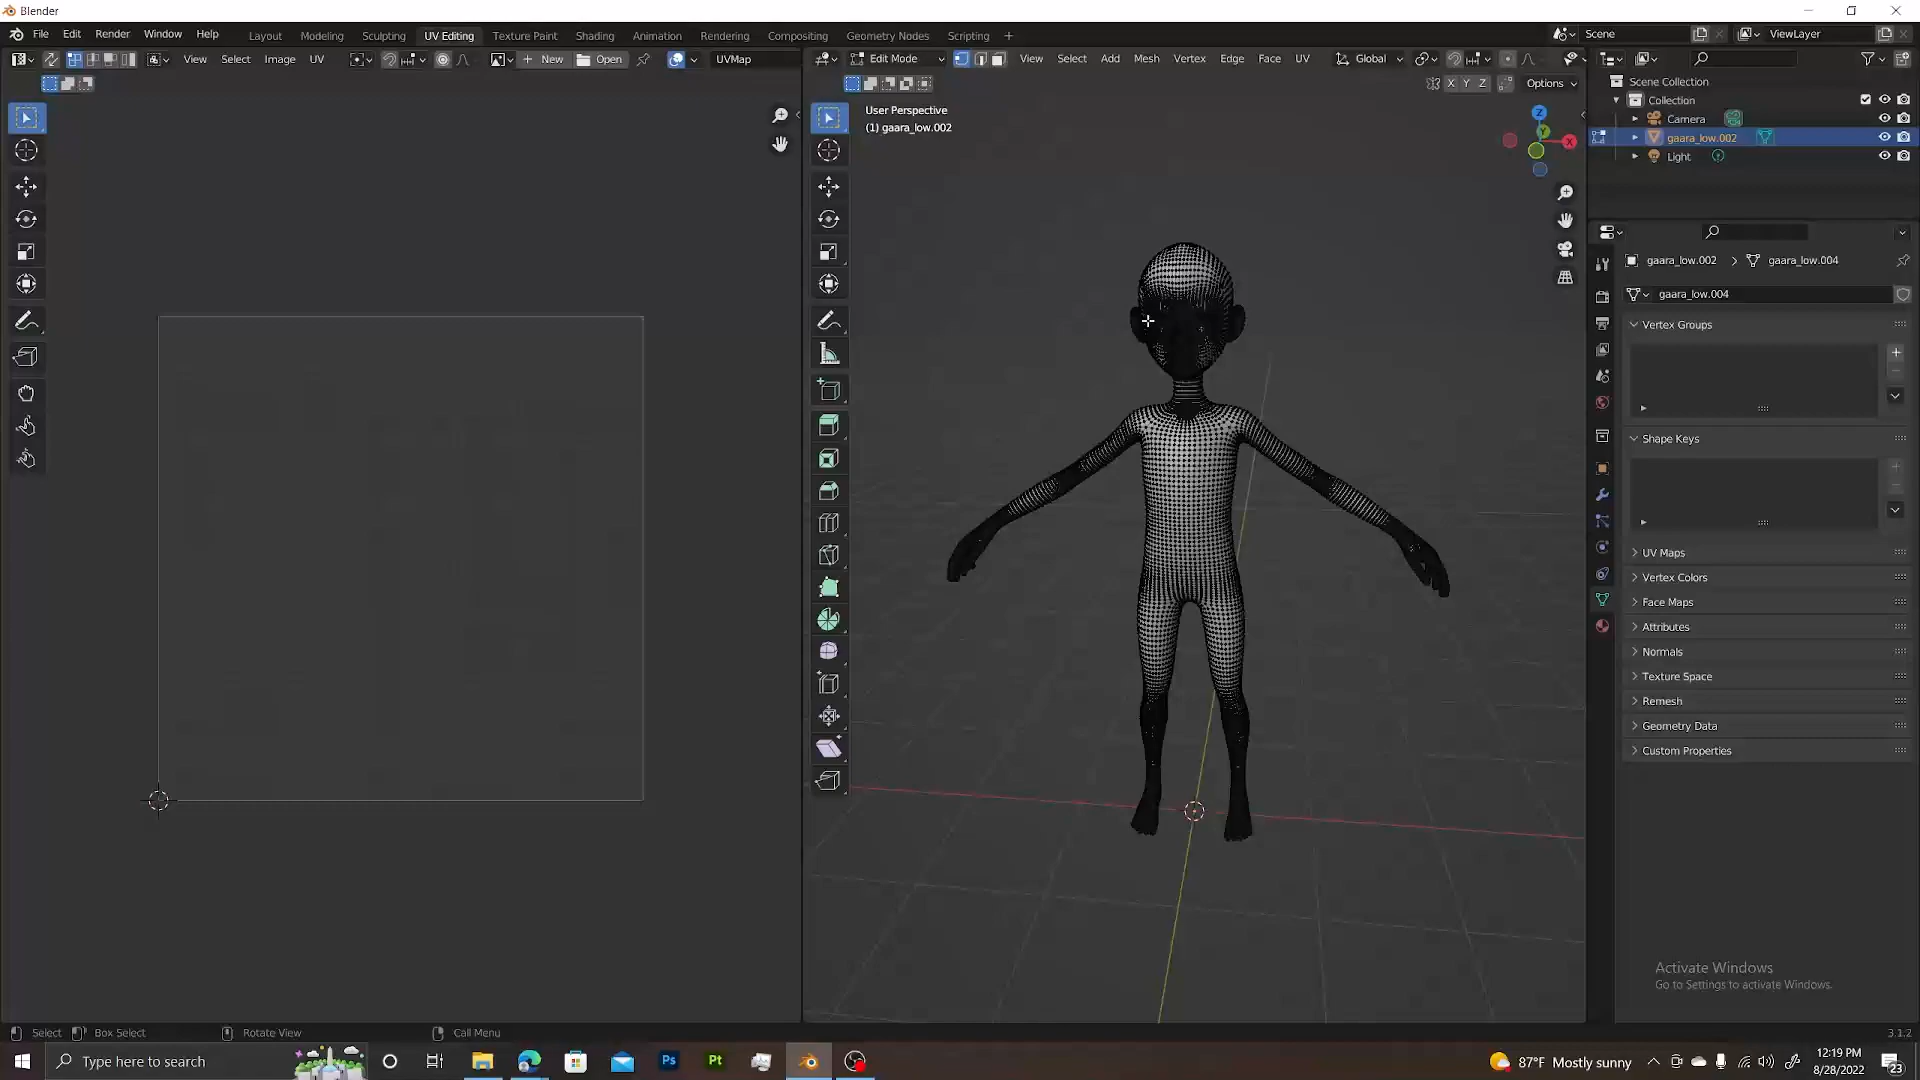 Blender
File Edit Render Window Help
Layout Modeling Sculpting UV Editing Texture Paint Shading Animation Rendering Compositing Geometry Nodes Scripting +
Scene
ViewLayer
View Select Image UV
New
Open
UVMap
Edit Mode
View Select Add Mesh Vertex Edge Face UV
Global
X Y Z
Options
User Perspective
(1) gaara_low.002
Z
Y
X
Scene Collection
Collection
Camera
gaara_low.002
Light
gaara_low.002 > gaara_low.004
gaara_low.004
Vertex Groups
Shape Keys
UV Maps
Vertex Colors
Face Maps
Attributes
Normals
Texture Space
Remesh
Geometry Data
Custom Properties
Activate Windows
Go to Settings to activate Windows.
Select
Box Select
Rotate View
Call Menu
3.1.2
Type here to search
Ps
Pt
87°F Mostly sunny
12:19 PM
8/28/2022
23